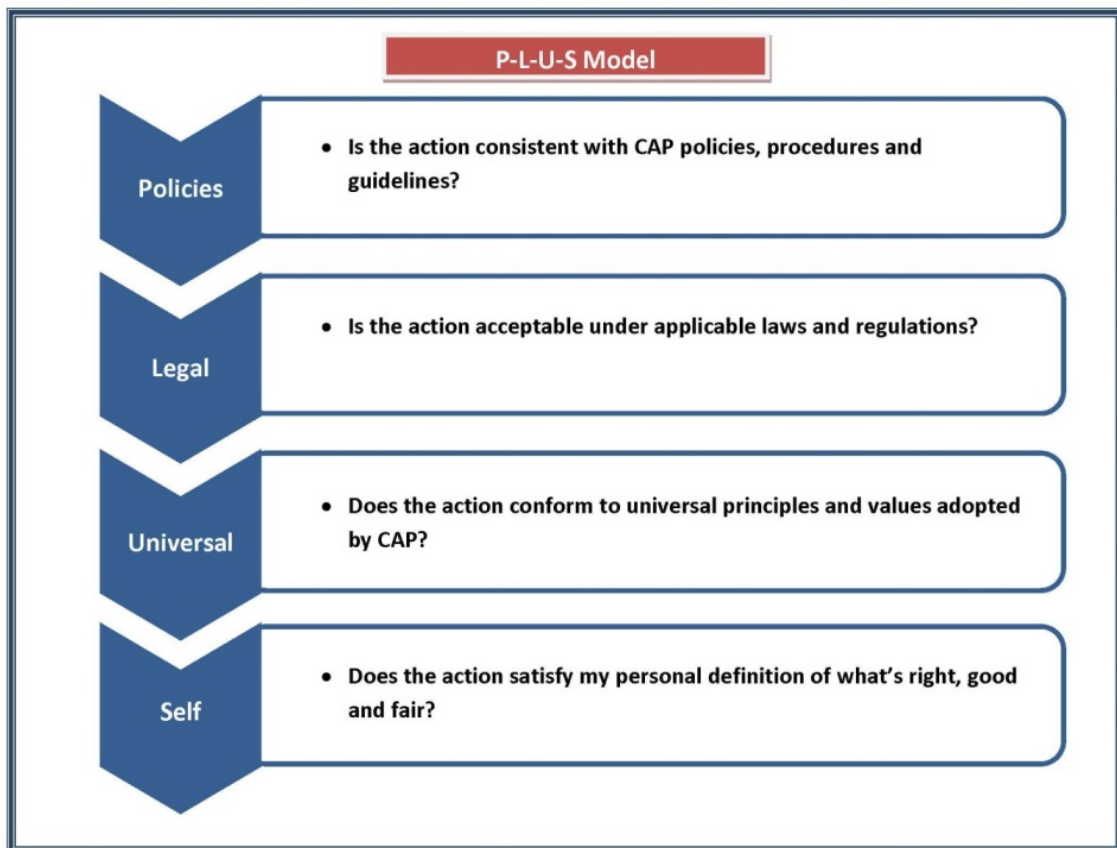 P-L-U-S Model
Policies
• Is the action consistent with CAP policies, procedures and
guidelines?
Legal
• Is the action acceptable under applicable laws and regulations?
Universal
• Does the action conform to universal principles and values adopted
by CAP?
Self
• Does the action satisfy my personal definition of what’s right, good
and fair?